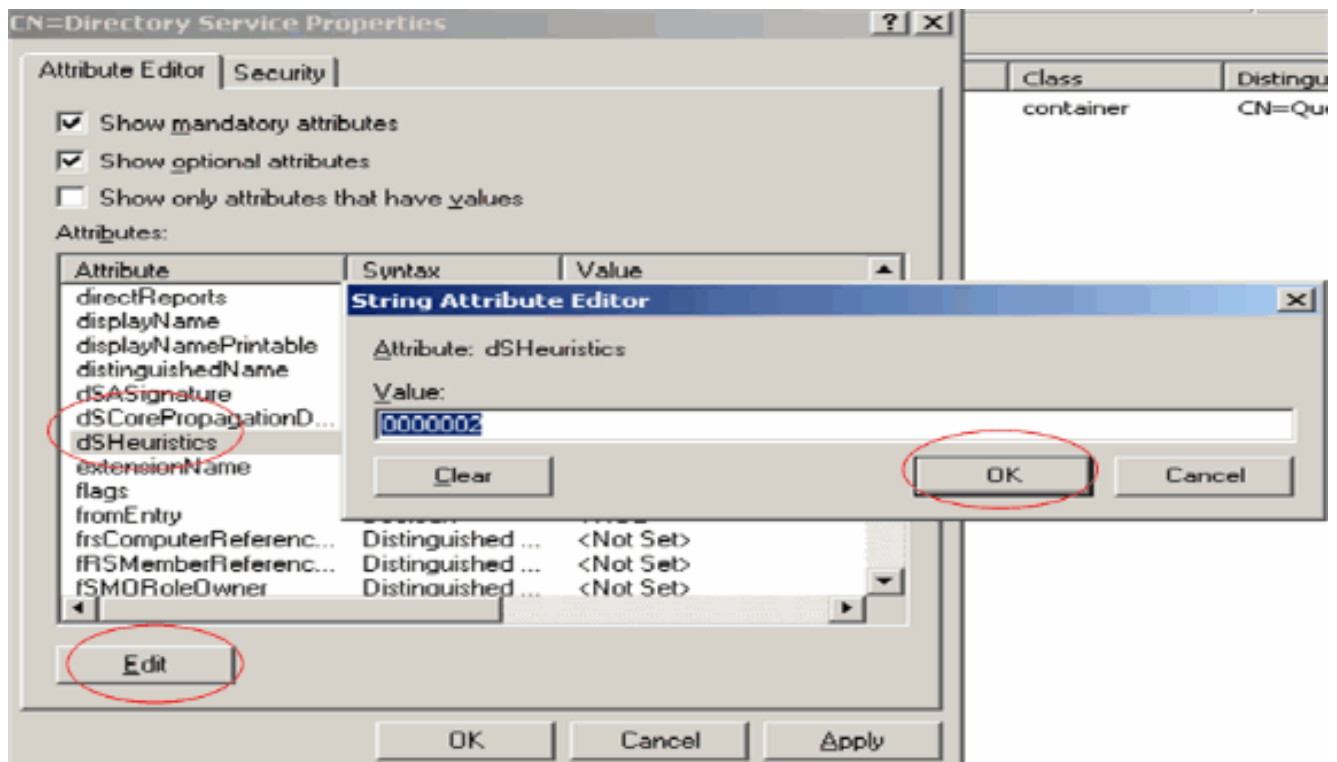 CN=Directory Service Properties
? X
Attribute Editor Security
Show mandatory attributes
Show optional attributes
Show only attributes that have values
Attributes:
Attribute Syntax Value
directReports
displayName
displayNamePrintable
distinguishedName
dSASignature
dSCorePropagationD...
dSHeuristics
extensionName
flags
fromEntry
frsComputerReferenc... Distinguished ... <Not Set>
fRSMemberReferenc... Distinguished ... <Not Set>
fSMORoleOwner Distinguished ... <Not Set>
Edit
OK Cancel Apply
String Attribute Editor
Attribute: dSHeuristics
Value:
0000002
Clear OK Cancel
Class Distingu
container CN=Que